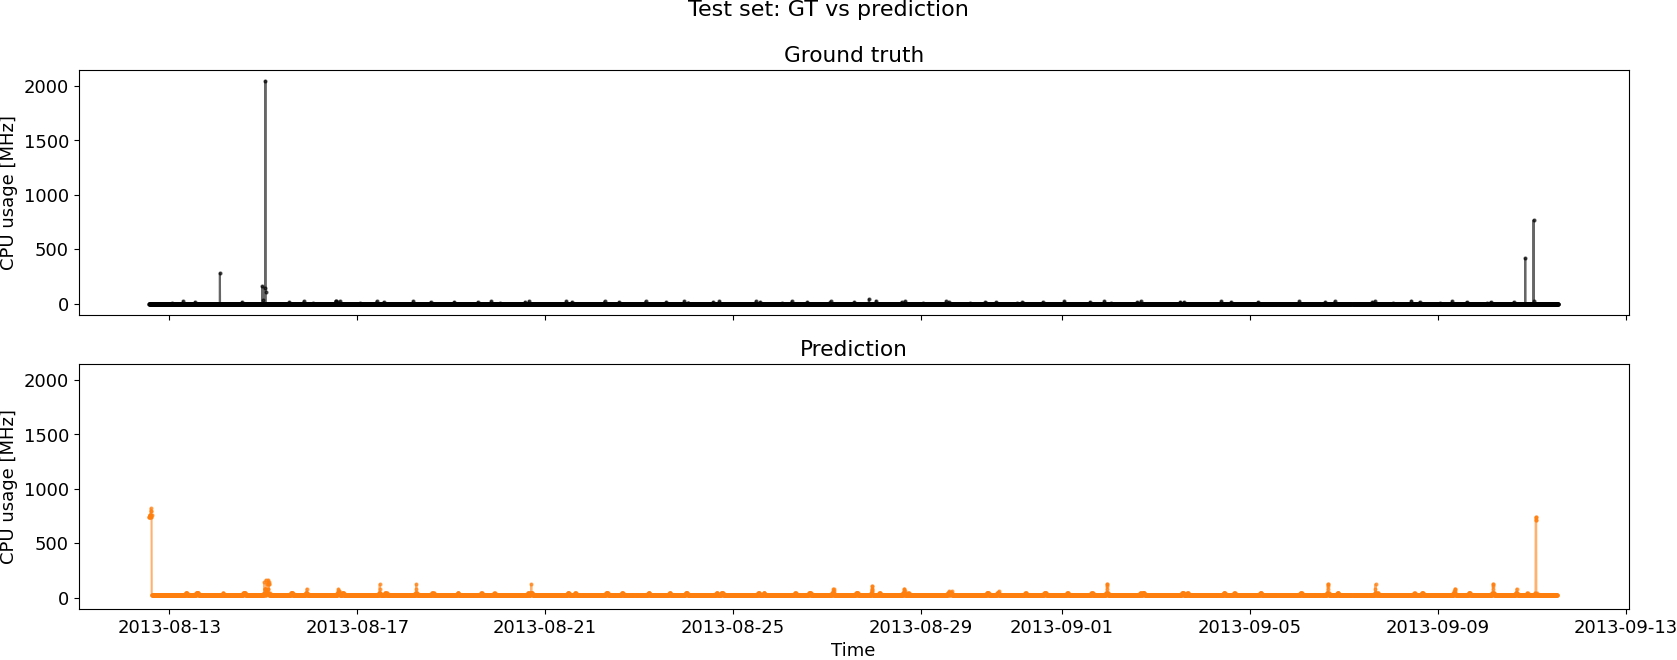 Test set: GT vs prediction
Ground truth
CPU usage [MHz]
2000
1500
1000
500
0
Prediction
CPU usage [MHz]
2000
1500
1000
500
0
2013-08-13 2013-08-17 2013-08-21 2013-08-25 2013-08-29 2013-09-01 2013-09-05 2013-09-09 2013-09-13
Time